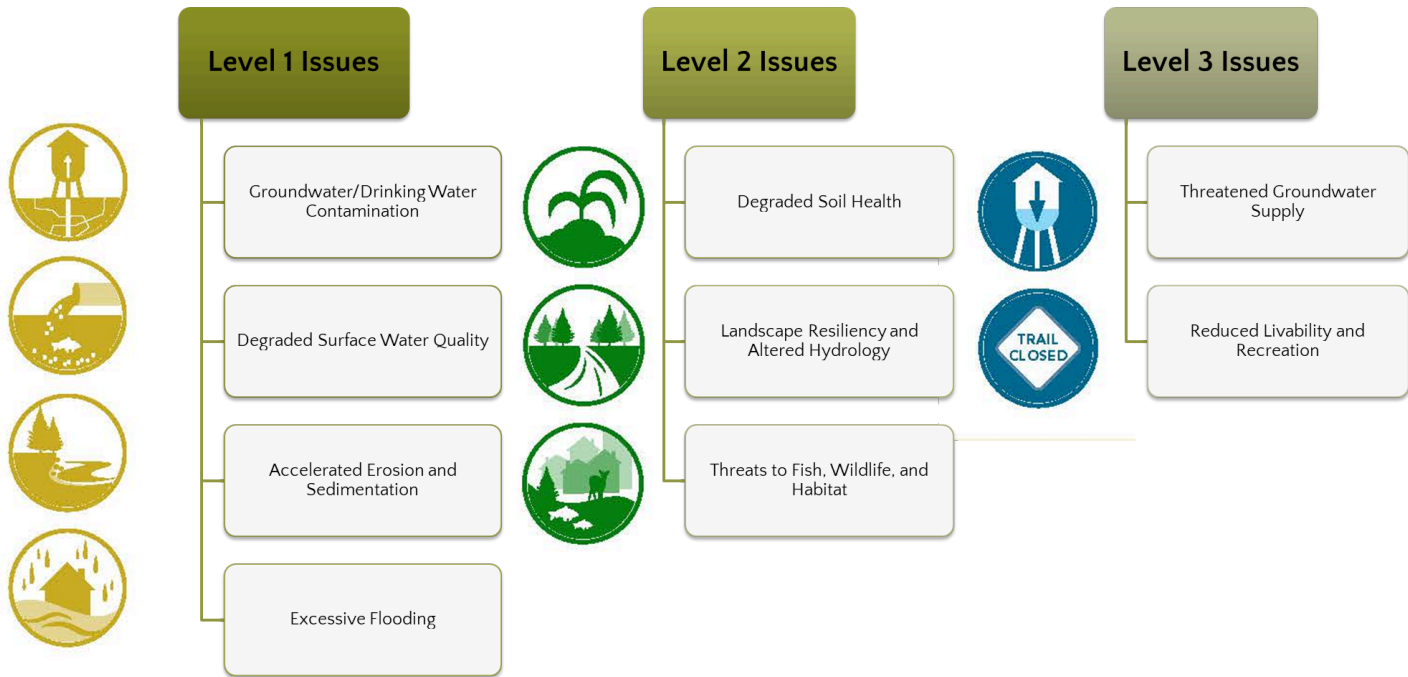 Level 1 Issues
Groundwater/Drinking Water
Contamination
Degraded Surface Water Quality
Accelerated Erosion and
Sedimentation
Excessive Flooding
Level 2 Issues
Degraded Soil Health
Landscape Resiliency and
Altered Hydrology
Threats to Fish, Wildlife, and
Habitat
Level 3 Issues
TRAIL
CLOSED
Threatened Groundwater
Supply
Reduced Livability and
Recreation